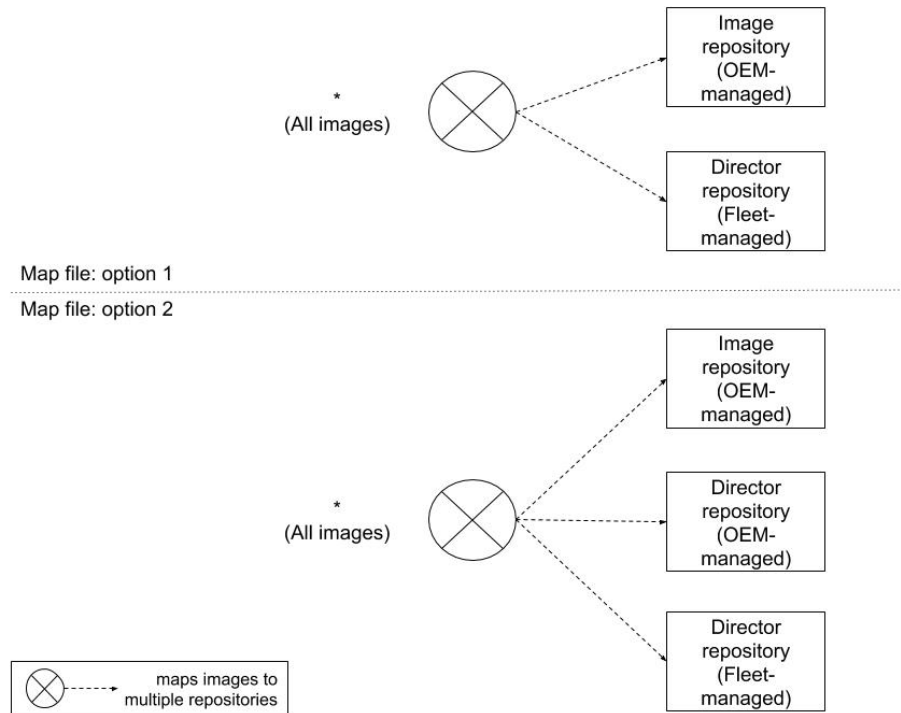 Image
repository
(OEM-
managed)
*
(All images)
Director
repository
(Fleet-
managed)
Map file: option 1
Map file: option 2
Image
repository
(OEM-
managed)
*
(All images)
Director
repository
(OEM-
managed)
Director
repository
(Fleet-
managed)
maps images to
multiple repositories